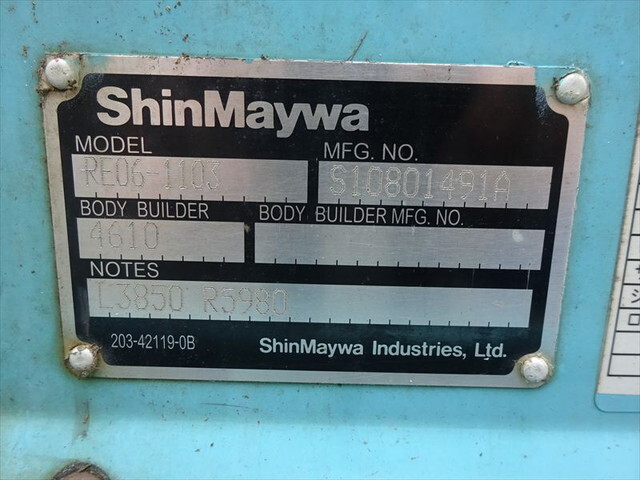 ShinMaywa
MODEL MFG. NO.
RE06-1103 S10801491A
BODY BUILDER BODY BUILDER MFG. NO.
4610
NOTES
L3850 R5980
203-42119-0B ShinMaywa Industries, Ltd.